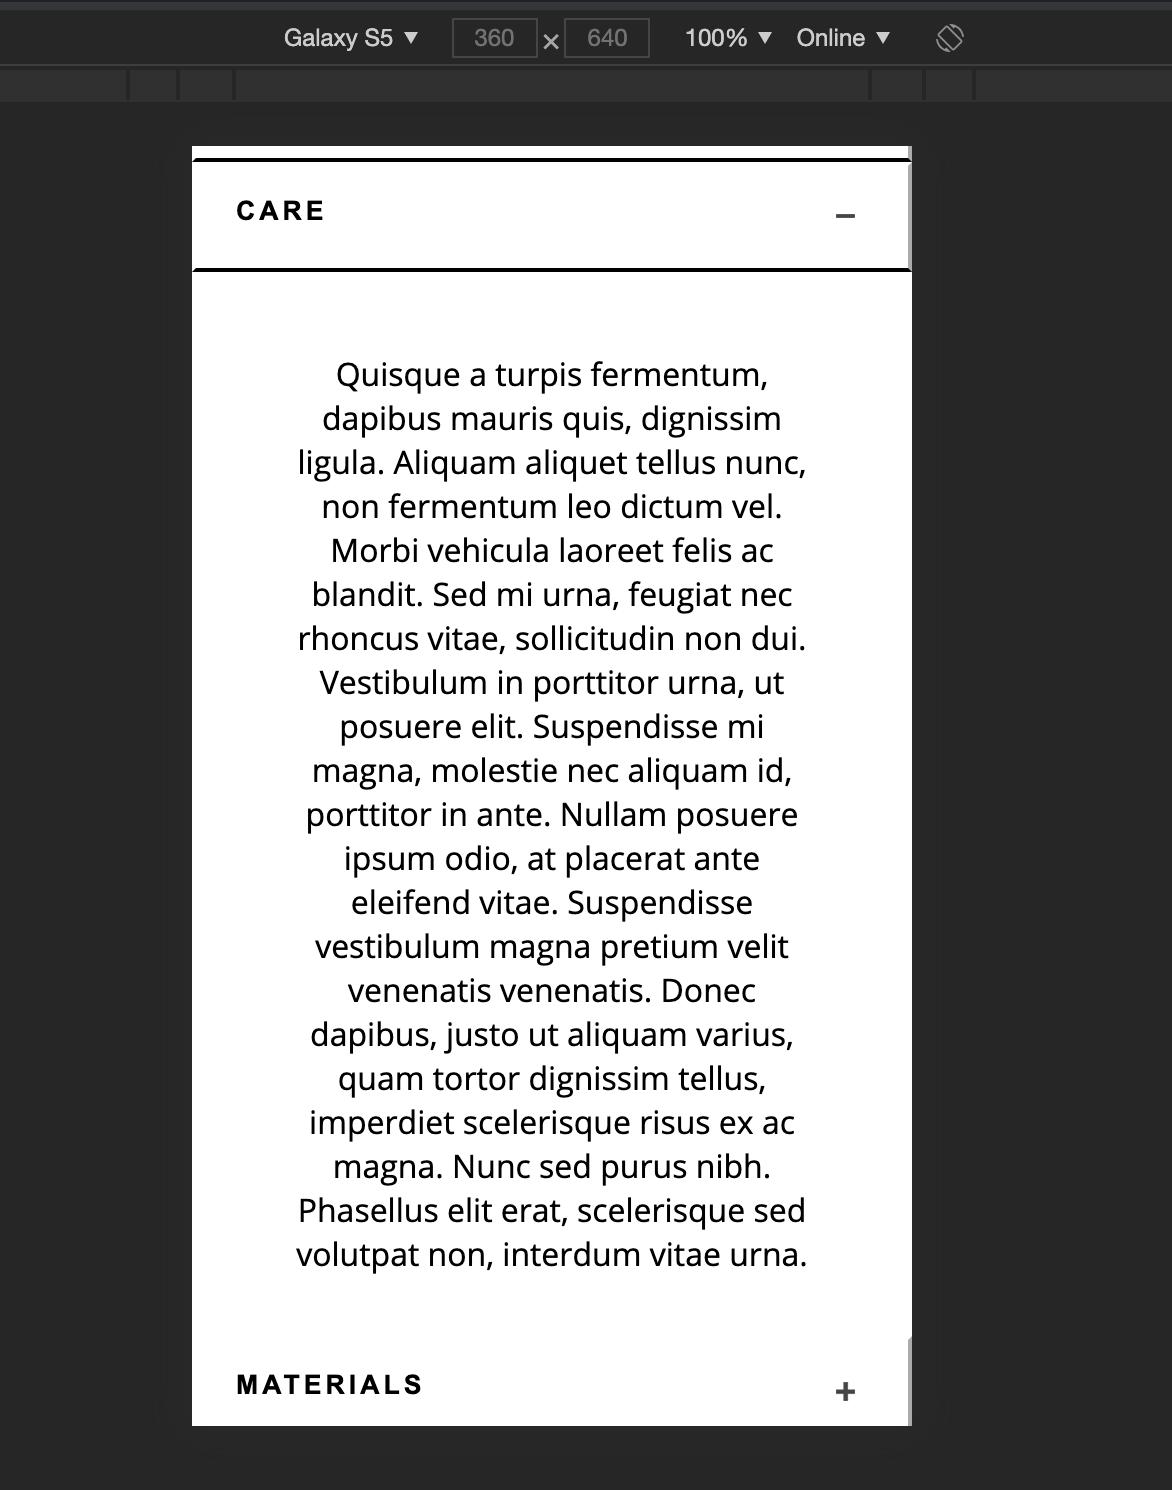 Galaxy S5 ▼ 360 × 640 100% ▼ Online ▼
CARE –
Quisque a turpis fermentum,
dapibus mauris quis, dignissim
ligula. Aliquam aliquet tellus nunc,
non fermentum leo dictum vel.
Morbi vehicula laoreet felis ac
blandit. Sed mi urna, feugiat nec
rhoncus vitae, sollicitudin non dui.
Vestibulum in porttitor urna, ut
posuere elit. Suspendisse mi
magna, molestie nec aliquam id,
porttitor in ante. Nullam posuere
ipsum odio, at placerat ante
eleifend vitae. Suspendisse
vestibulum magna pretium velit
venenatis venenatis. Donec
dapibus, justo ut aliquam varius,
quam tortor dignissim tellus,
imperdiet scelerisque risus ex ac
magna. Nunc sed purus nibh.
Phasellus elit erat, scelerisque sed
volutpat non, interdum vitae urna.
MATERIALS +